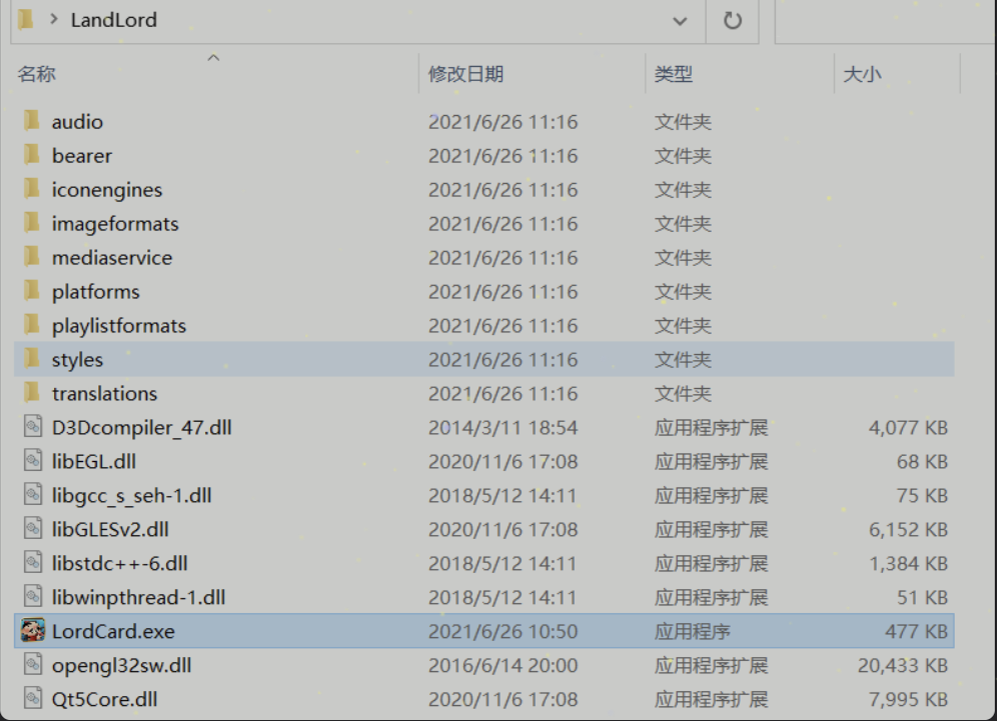 LandLord
名称 修改日期 类型 大小
audio 2021/6/26 11:16 文件夹
bearer 2021/6/26 11:16 文件夹
iconengines 2021/6/26 11:16 文件夹
imageformats 2021/6/26 11:16 文件夹
mediaservice 2021/6/26 11:16 文件夹
platforms 2021/6/26 11:16 文件夹
playlistformats 2021/6/26 11:16 文件夹
styles 2021/6/26 11:16 文件夹
translations 2021/6/26 11:16 文件夹
D3Dcompiler_47.dll 2014/3/11 18:54 应用程序扩展 4,077 KB
libEGL.dll 2020/11/6 17:08 应用程序扩展 68 KB
libgcc_s_seh-1.dll 2018/5/12 14:11 应用程序扩展 75 KB
libGLESv2.dll 2020/11/6 17:08 应用程序扩展 6,152 KB
libstdc++-6.dll 2018/5/12 14:11 应用程序扩展 1,384 KB
libwinpthread-1.dll 2018/5/12 14:11 应用程序扩展 51 KB
LordCard.exe 2021/6/26 10:50 应用程序 477 KB
opengl32sw.dll 2016/6/14 20:00 应用程序扩展 20,433 KB
Qt5Core.dll 2020/11/6 17:08 应用程序扩展 7,995 KB